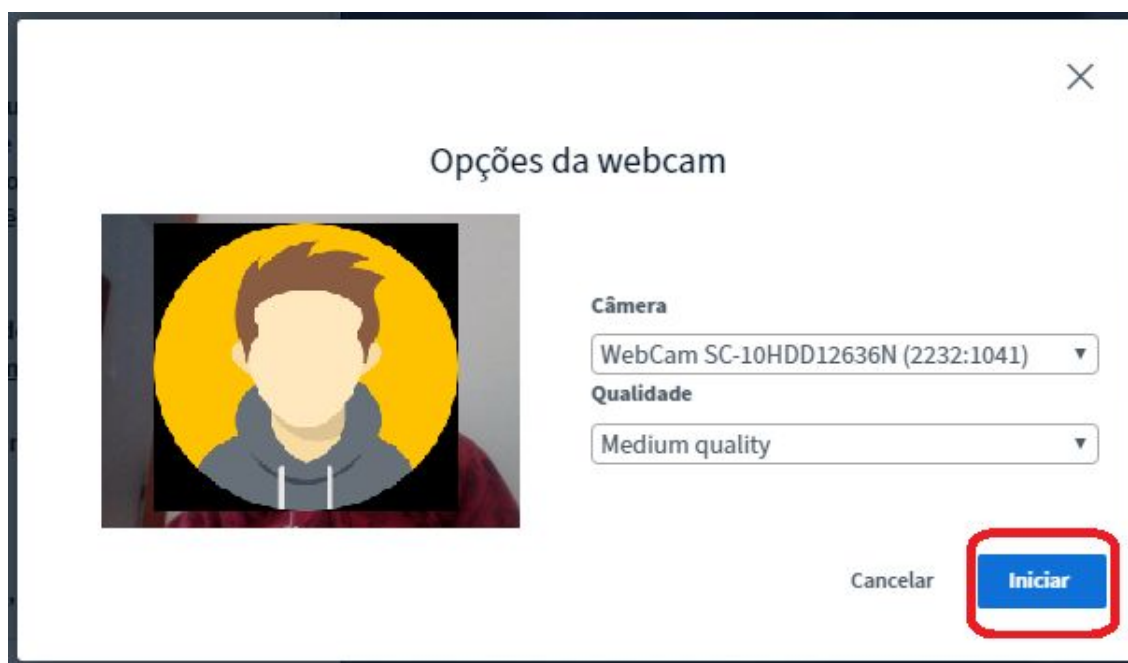 Opções da webcam
Câmera
WebCam SC-10HDD12636N (2232:1041)
Qualidade
Medium quality
Cancelar
Iniciar